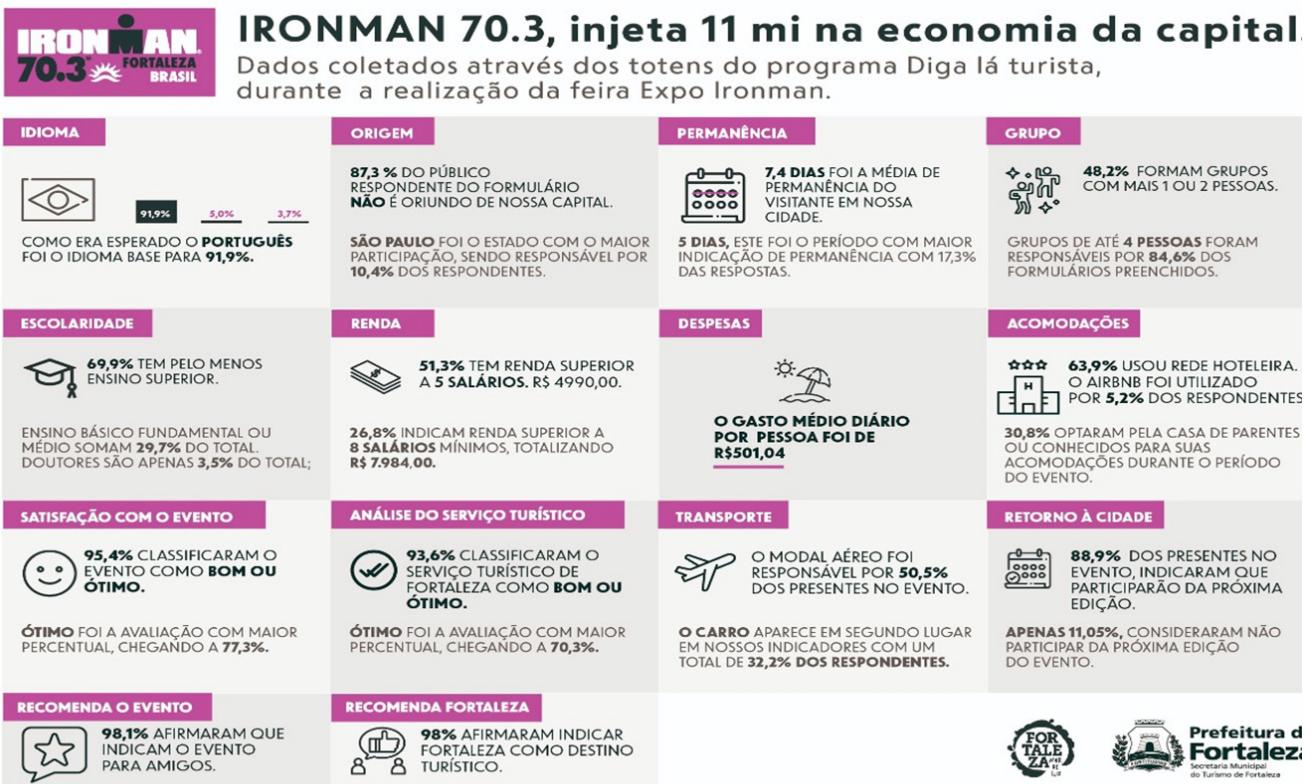 IRONMAN
70.3 FORTALEZA
BRASIL
IRONMAN 70.3, injeta 11 mi na economia da capital.
Dados coletados através dos totens do programa Diga lá turista,
durante a realização da feira Expo Ironman.
IDIOMA
91,9% 5,0% 3,7%
COMO ERA ESPERADO O PORTUGUÊS
FOI O IDIOMA BASE PARA 91,9%.
ORIGEM
87,3 % DO PÚBLICO
RESPONDENTE DO FORMULÁRIO
NÃO É ORIUNDO DE NOSSA CAPITAL.
SÃO PAULO FOI O ESTADO COM O MAIOR
PARTICIPAÇÃO, SENDO RESPONSÁVEL POR
10,4% DOS RESPONDENTES.
PERMANÊNCIA
7,4 DIAS FOI A MÉDIA DE
PERMANÊNCIA DO
VISITANTE EM NOSSA
CIDADE.
5 DIAS, ESTE FOI O PERÍODO COM MAIOR
INDICAÇÃO DE PERMANÊNCIA COM 17,3%
DAS RESPOSTAS.
GRUPO
48,2% FORMAM GRUPOS
COM MAIS 1 OU 2 PESSOAS.
GRUPOS DE ATÉ 4 PESSOAS FORAM
RESPONSÁVEIS POR 84,6% DOS
FORMULÁRIOS PREENCHIDOS.
ESCOLARIDADE
69,9% TEM PELO MENOS
ENSINO SUPERIOR.
ENSINO BÁSICO FUNDAMENTAL OU
MÉDIO SOMAM 29,7% DO TOTAL.
DOUTORES SÃO APENAS 3,5% DO TOTAL;
RENDA
51,3% TEM RENDA SUPERIOR
A 5 SALÁRIOS. R$ 4990,00.
26,8% INDICAM RENDA SUPERIOR A
8 SALÁRIOS MÍNIMOS, TOTALIZANDO
R$ 7.984,00.
DESPESAS
O GASTO MÉDIO DIÁRIO
POR PESSOA FOI DE
R$501,04
ACOMODAÇÕES
H
63,9% USOU REDE HOTELEIRA.
O AIRBNB FOI UTILIZADO
POR 5,2% DOS RESPONDENTES
30,8% OPTARAM PELA CASA DE PARENTES
OU CONHECIDOS PARA SUAS
ACOMODAÇÕES DURANTE O PERÍODO
DO EVENTO.
SATISFAÇÃO COM O EVENTO
95,4% CLASSIFICARAM O
EVENTO COMO BOM OU
ÓTIMO.
ÓTIMO FOI A AVALIAÇÃO COM MAIOR
PERCENTUAL, CHEGANDO A 77,3%.
ANÁLISE DO SERVIÇO TURÍSTICO
93,6% CLASSIFICARAM O
SERVIÇO TURÍSTICO DE
FORTALEZA COMO BOM OU
ÓTIMO.
ÓTIMO FOI A AVALIAÇÃO COM MAIOR
PERCENTUAL, CHEGANDO A 70,3%.
TRANSPORTE
O MODAL AÉREO FOI
RESPONSÁVEL POR 50,5%
DOS PRESENTES NO EVENTO.
O CARRO APARECE EM SEGUNDO LUGAR
EM NOSSOS INDICADORES COM UM
TOTAL DE 32,2% DOS RESPONDENTES.
RETORNO À CIDADE
88,9% DOS PRESENTES NO
EVENTO, INDICARAM QUE
PARTICIPARÃO DA PRÓXIMA
EDIÇÃO.
APENAS 11,05%, CONSIDERARAM NÃO
PARTICIPAR DA PRÓXIMA EDIÇÃO
DO EVENTO.
RECOMENDA O EVENTO
98,1% AFIRMARAM QUE
INDICAM O EVENTO
PARA AMIGOS.
RECOMENDA FORTALEZA
98% AFIRMARAM INDICAR
FORTALEZA COMO DESTINO
TURÍSTICO.
FOR
TALE
ZA
Prefeitura d
Fortaleza
Secretaria Municipal
do Turismo de Fortaleza